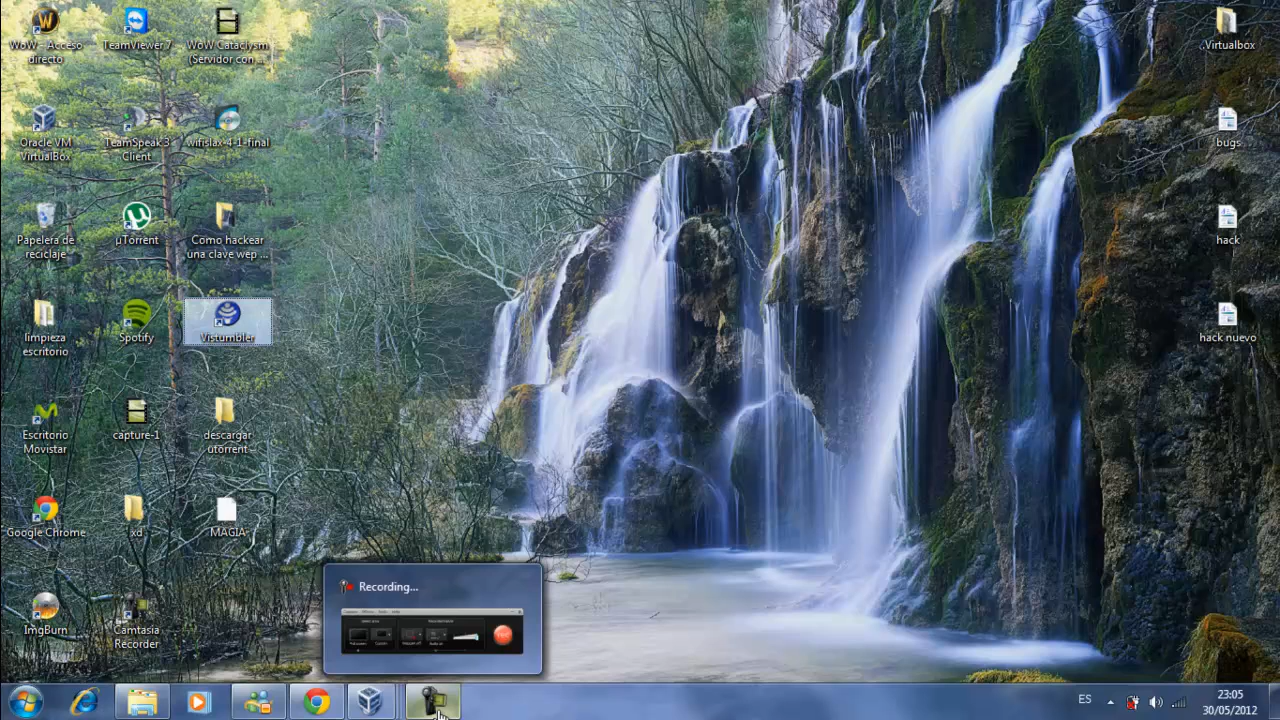 WoW - Acceso
directo
TeamViewer 7
WoW Cataclysm
(Servidor con ...
.Virtualbox
Oracle VM
VirtualBox
TeamSpeak 3
Client
wifislax-4-1-final
bugs
Papelera de
reciclaje
µTorrent
Como hackear
una clave wep ...
hack
limpieza
escritorio
Spotify
Vistumbler
hack nuevo
Escritorio
Movistar
capture-1
descargar
utorrent
Google Chrome
xd
MAGIA
ImgBurn
Camtasia
Recorder
Recording...
ES
23:05
30/05/2012